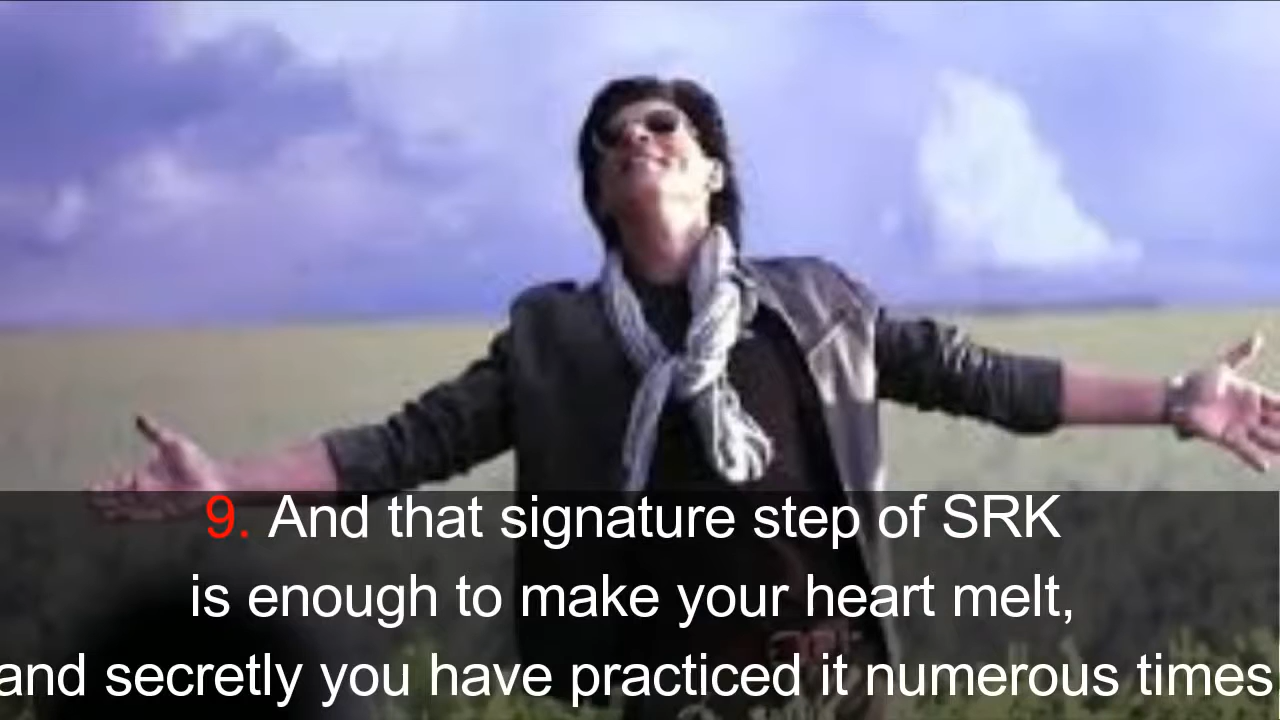 9. And that signature step of SRK
is enough to make your heart melt,
and secretly you have practiced it numerous times